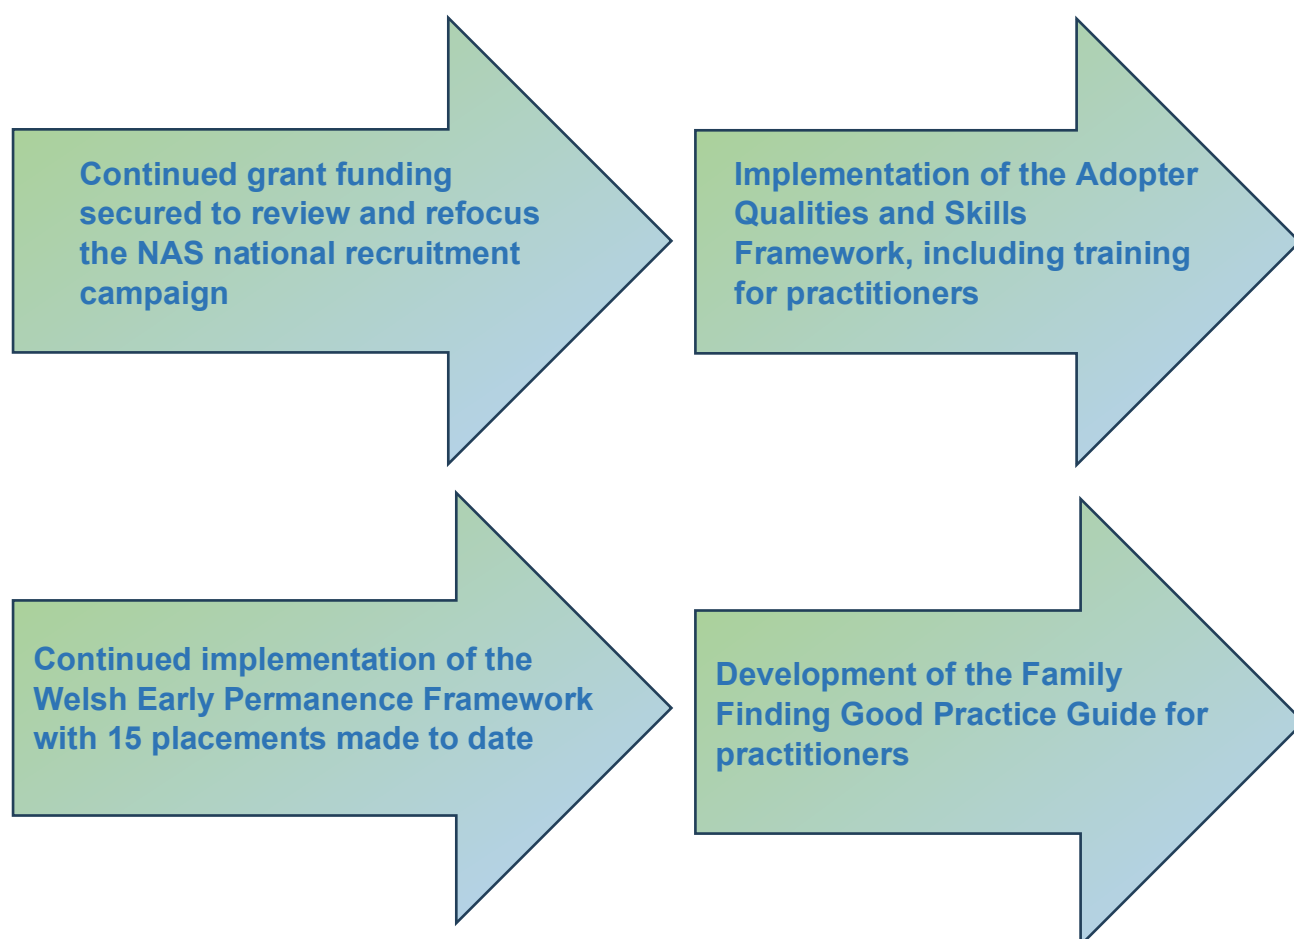 Continued grant funding
secured to review and refocus
the NAS national recruitment
campaign
Implementation of the Adopter
Qualities and Skills
Framework, including training
for practitioners
Continued implementation of the
Welsh Early Permanence Framework
with 15 placements made to date
Development of the Family
Finding Good Practice Guide for
practitioners